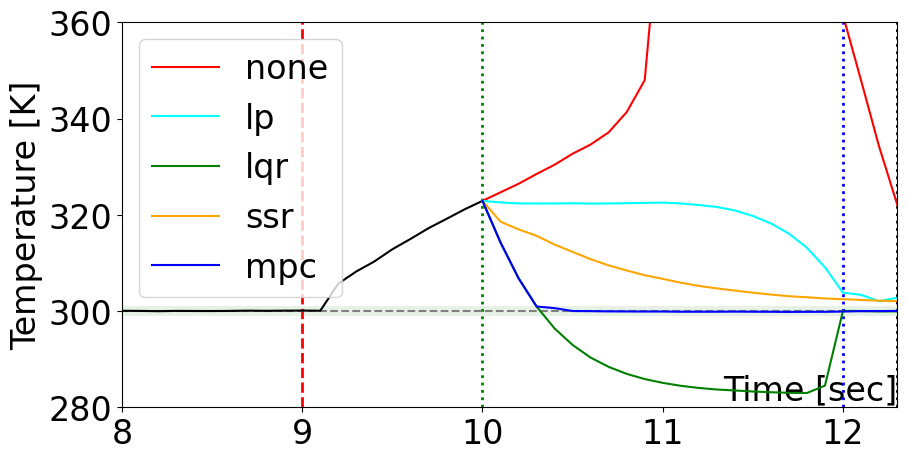 Temperature [K]
360
340
320
300
280
none
lp
lqr
ssr
mpc
Time [sec]
8
9
10
11
12